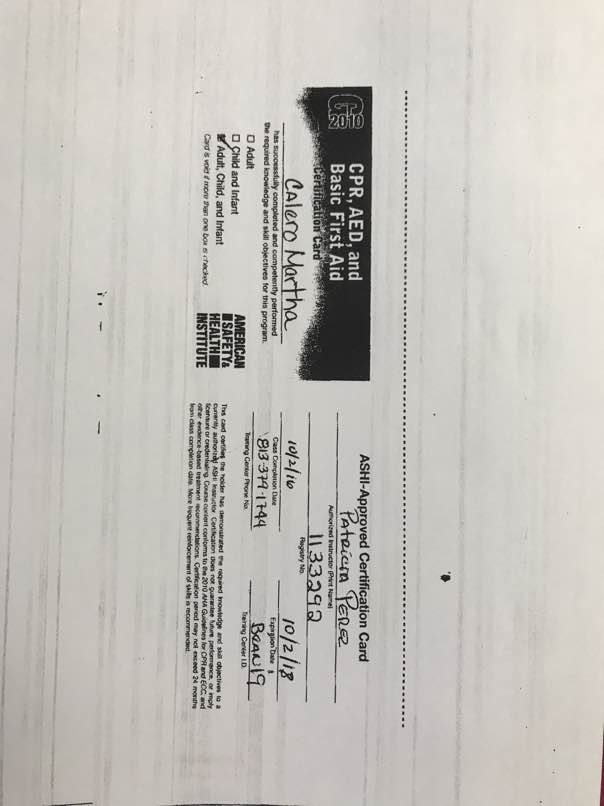 G
2010
CPR, AED, and
Basic First Aid
Certification Card
CAlero Martha
has successfully completed and competently performed
the required knowledge and skill objectives for this program.
Adult
Child and Infant
Adult, Child, and Infant
Card is void if more than one box is checked.
AMERICAN
SAFETY&
HEALTH
INSTITUTE
ASHI-Approved Certification Card
PAtricia PEREZ
Authorized Instructor (Print Name)
1133292
Registry No.
10/2/16 10/2/18
Class Completion Date Expiration Date
813-379-1744
Training Center Phone No. Training Center I.D.
This card certifies the holder has demonstrated the required knowledge and skill objectives to a
currently authorized ASHI Instructor. Certification does not guarantee future performance, or imply
licensure or credentialing. Course content conforms to the 2010 AHA Guidelines for CPR and ECC, and
other evidence-based treatment recommendations. Certification period may not exceed 24 months
from class completion date. More frequent reinforcement of skills is recommended.